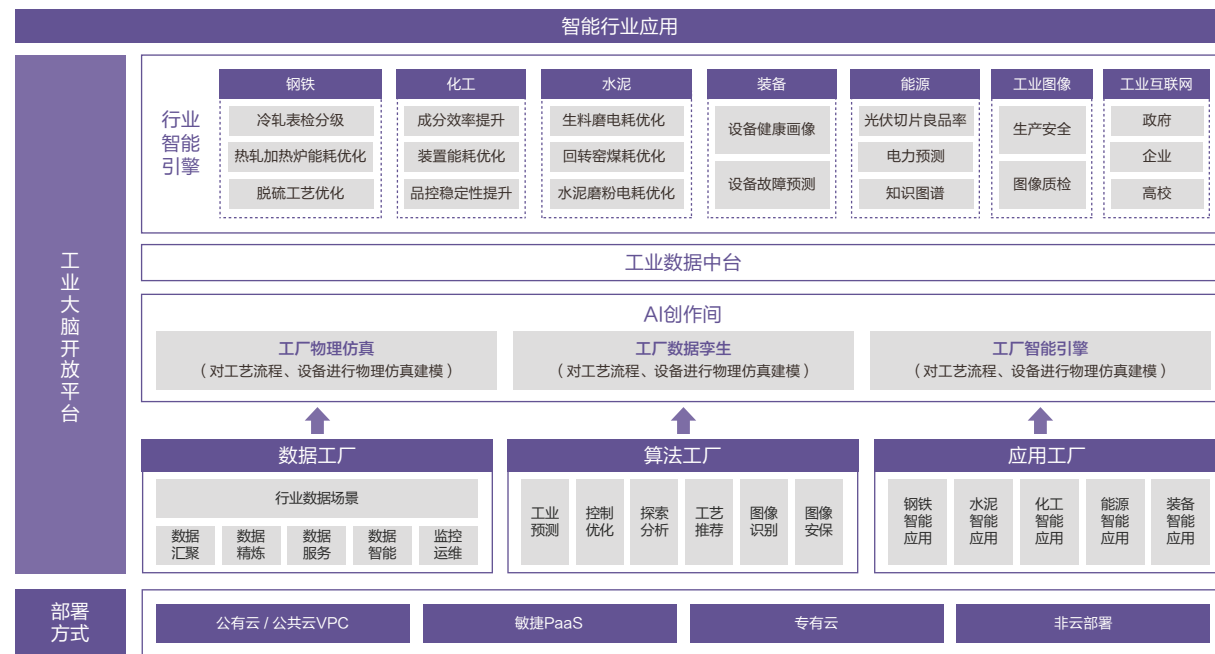 智能行业应用
工业大脑开放平台
行业
智能
引擎
钢铁
冷轧表检分级
热轧加热炉能耗优化
脱硫工艺优化
化工
成分效率提升
装置能耗优化
品控稳定性提升
水泥
生料磨电耗优化
回转窑煤耗优化
水泥磨粉电耗优化
装备
设备健康画像
设备故障预测
能源
光伏切片良品率
电力预测
知识图谱
工业图像
生产安全
图像质检
工业互联网
政府
企业
高校
工业数据中台
AI创作间
工厂物理仿真
（对工艺流程、设备进行物理仿真建模）
工厂数据孪生
（对工艺流程、设备进行物理仿真建模）
工厂智能引擎
（对工艺流程、设备进行物理仿真建模）
数据工厂
行业数据场景
数据
汇聚
数据
精炼
数据
服务
数据
智能
监控
运维
算法工厂
工业
预测
控制
优化
探索
分析
工艺
推荐
图像
识别
图像
安保
应用工厂
钢铁
智能
应用
水泥
智能
应用
化工
智能
应用
能源
智能
应用
装备
智能
应用
部署
方式
公有云 / 公共云VPC
敏捷PaaS
专有云
非云部署